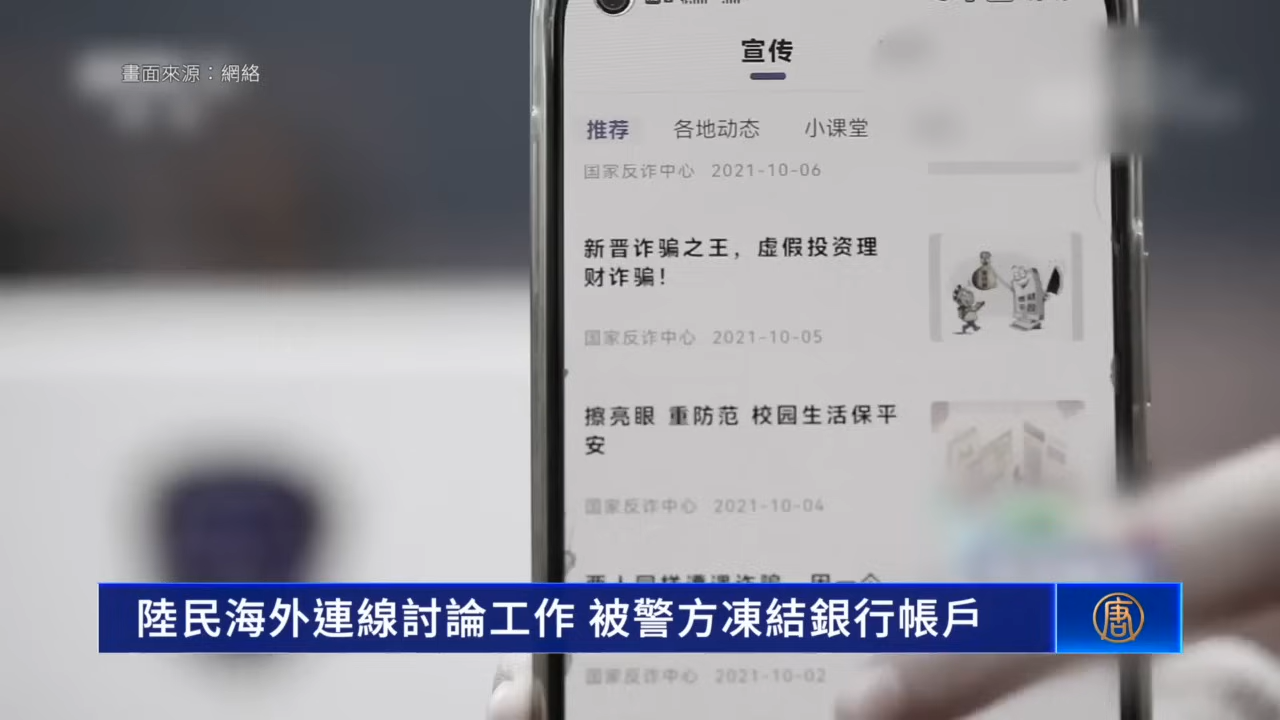 畫面來源：網絡
宣传
推荐 各地动态 小课堂
国家反诈中心 2021-10-06
新晋诈骗之王，虚假投资理
财诈骗！
国家反诈中心 2021-10-05
擦亮眼 重防范 校园生活保平
安
国家反诈中心 2021-10-04
陸民海外連線討論工作 被警方凍結銀行帳戶
唐
国家反诈中心 2021-10-02